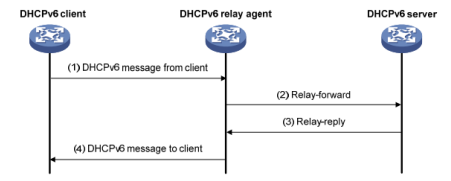 DHCPv6 client
DHCPv6 relay agent
DHCPv6 server
(1) DHCPv6 message from client
(2) Relay-forward
(3) Relay-reply
(4) DHCPv6 message to client